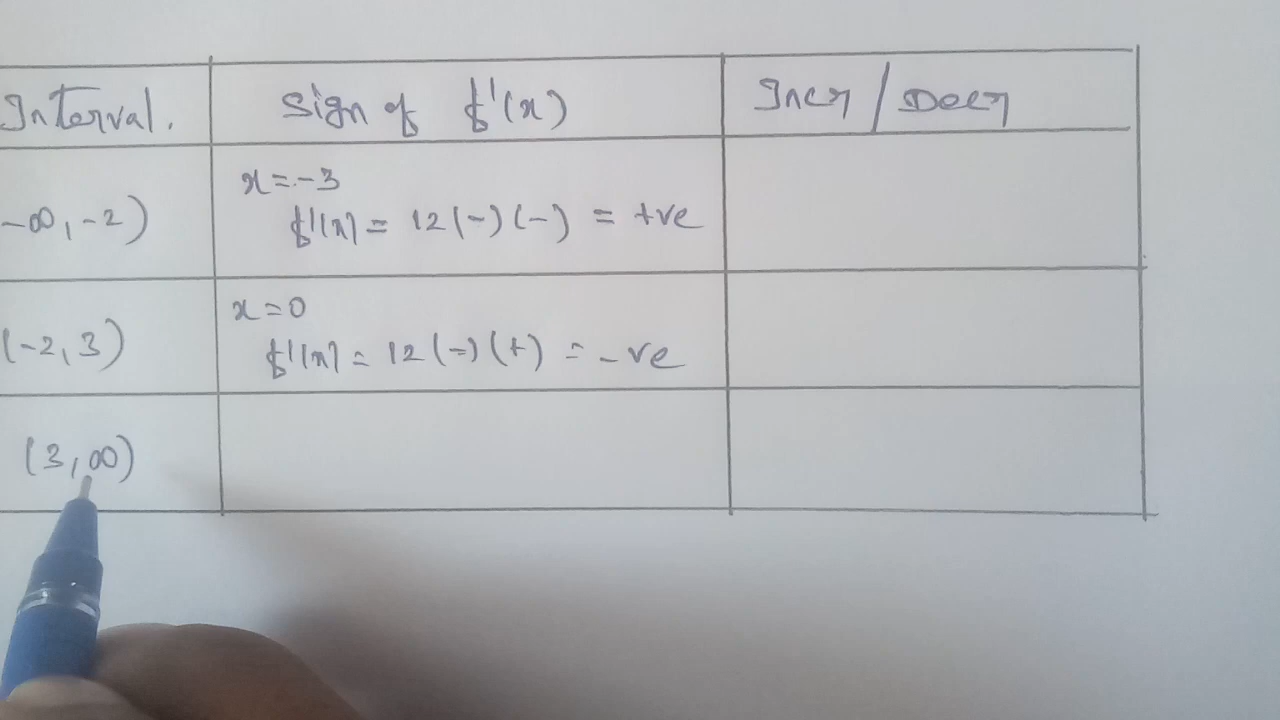 Interval. Sign of f'(x) Incr / Decr
-∞, -2) x = -3
f'(x) = 12 (-) (-) = +ve
(-2, 3) x = 0
f'(x) = 12 (-) (+) = -ve
(3, ∞)